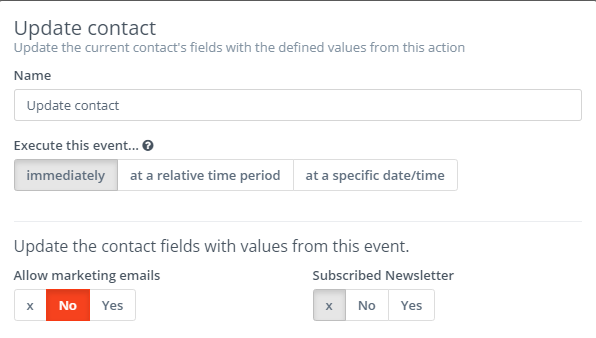 Update contact
Update the current contact's fields with the defined values from this action
Name
Update contact
Execute this event... ?
immediately at a relative time period at a specific date/time
Update the contact fields with values from this event.
Allow marketing emails Subscribed Newsletter
x No Yes x No Yes